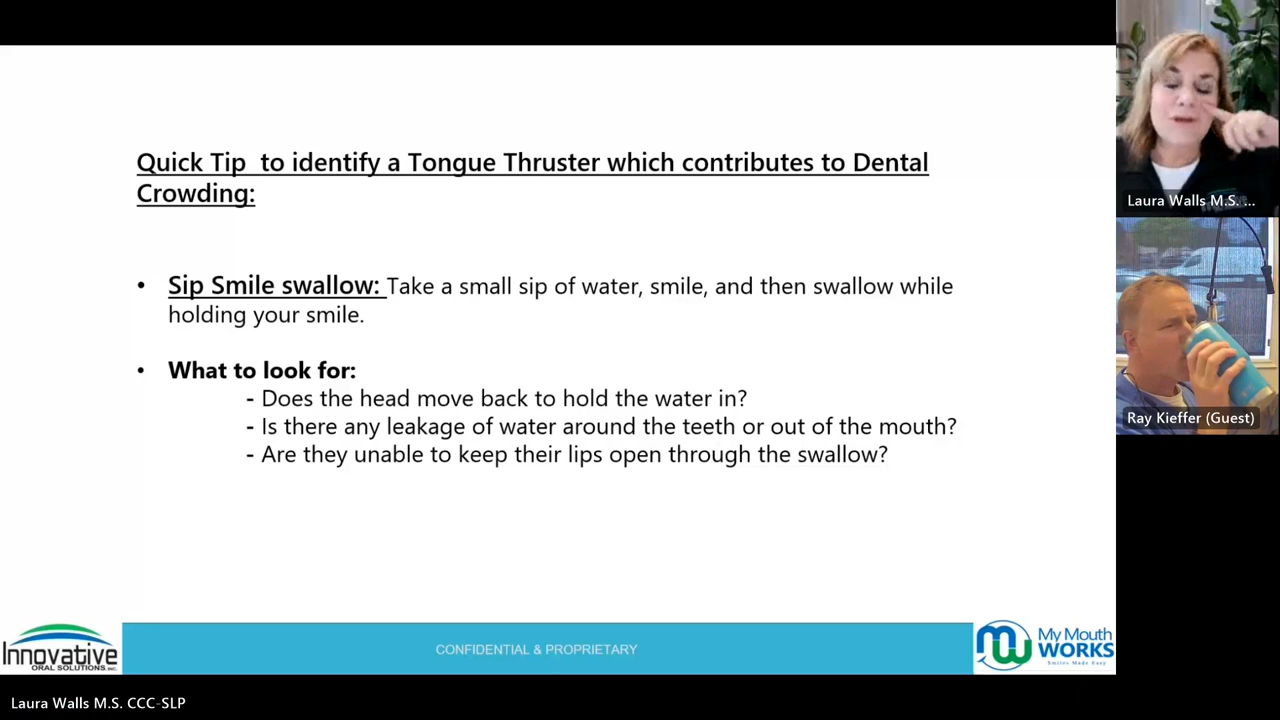 Quick Tip  to identify a Tongue Thruster which contributes to Dental
Crowding:
• Sip Smile swallow: Take a small sip of water, smile, and then swallow while
holding your smile.
• What to look for:
- Does the head move back to hold the water in?
- Is there any leakage of water around the teeth or out of the mouth?
- Are they unable to keep their lips open through the swallow?
Laura Walls M.S. ...
Ray Kieffer (Guest)
Innovative
ORAL SOLUTIONS, INC.
CONFIDENTIAL & PROPRIETARY
My Mouth
WORKS
Smiles Made Easy
Laura Walls M.S. CCC-SLP